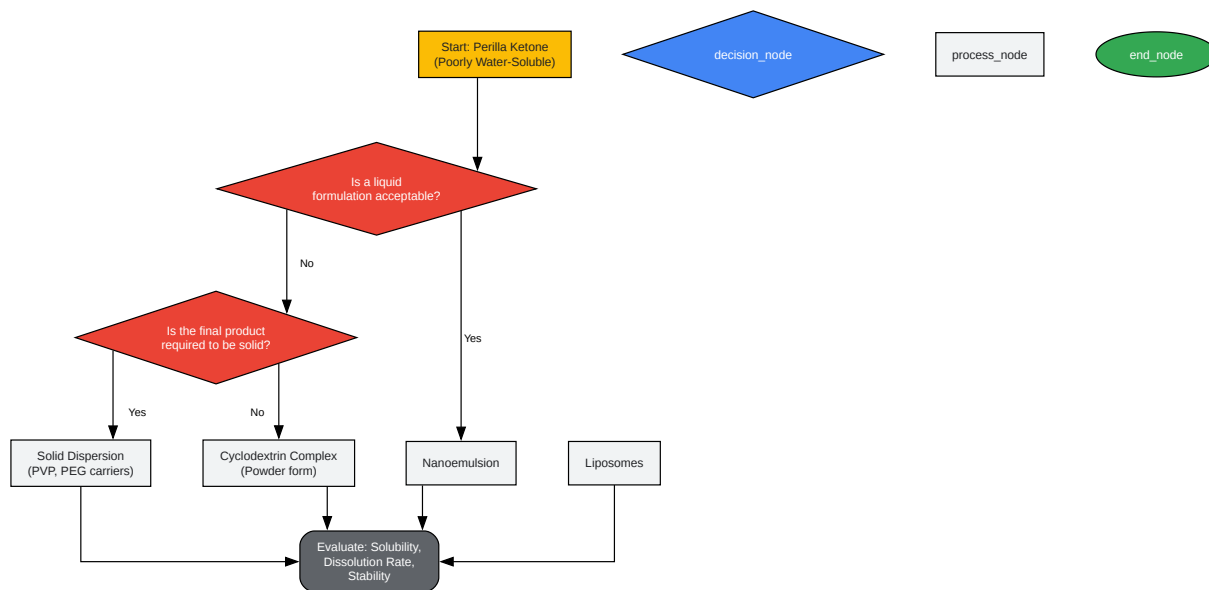 Start: Perilla Ketone
(Poorly Water-Soluble)
decision_node
process_node
end_node
Is a liquid
formulation acceptable?
No
Is the final product
required to be solid?
Yes
Yes
No
Solid Dispersion
(PVP, PEG carriers)
Cyclodextrin Complex
(Powder form)
Nanoemulsion
Liposomes
Evaluate: Solubility,
Dissolution Rate,
Stability